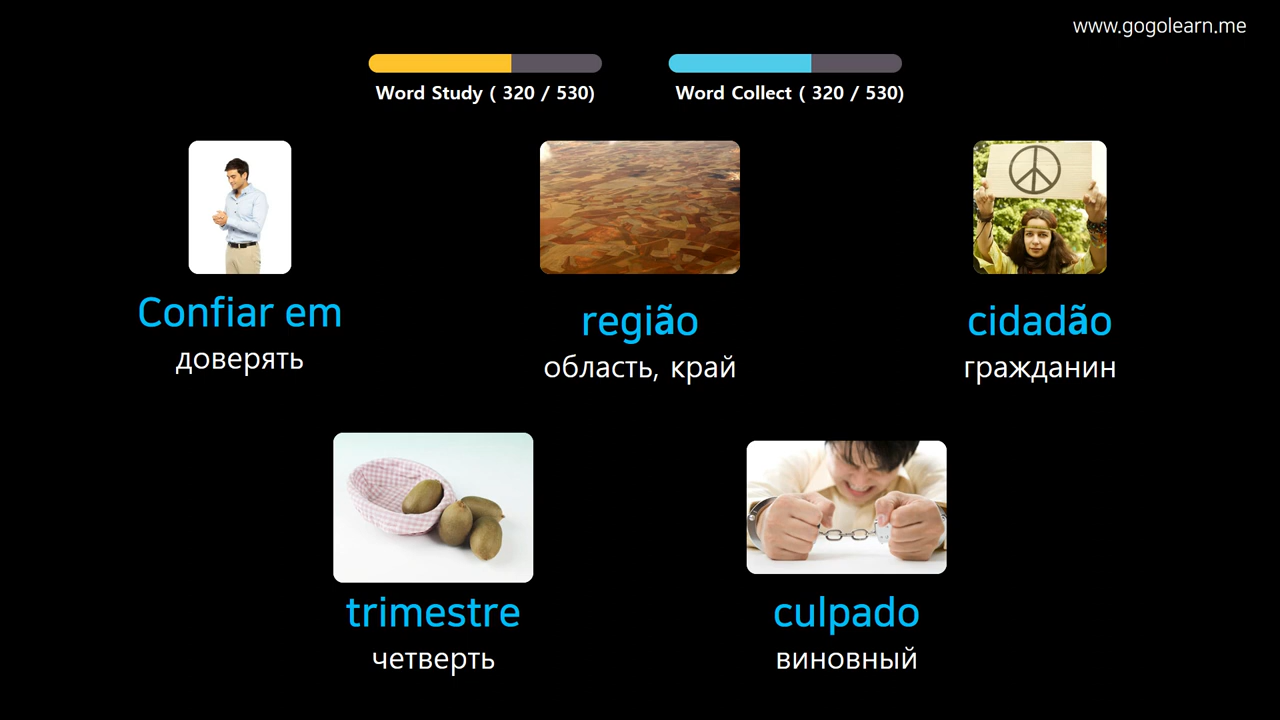 www.gogolearn.me
Word Study ( 320 / 530)
Word Collect ( 320 / 530)
Confiar em
доверять
região
область, край
cidadão
гражданин
trimestre
четверть
culpado
виновный